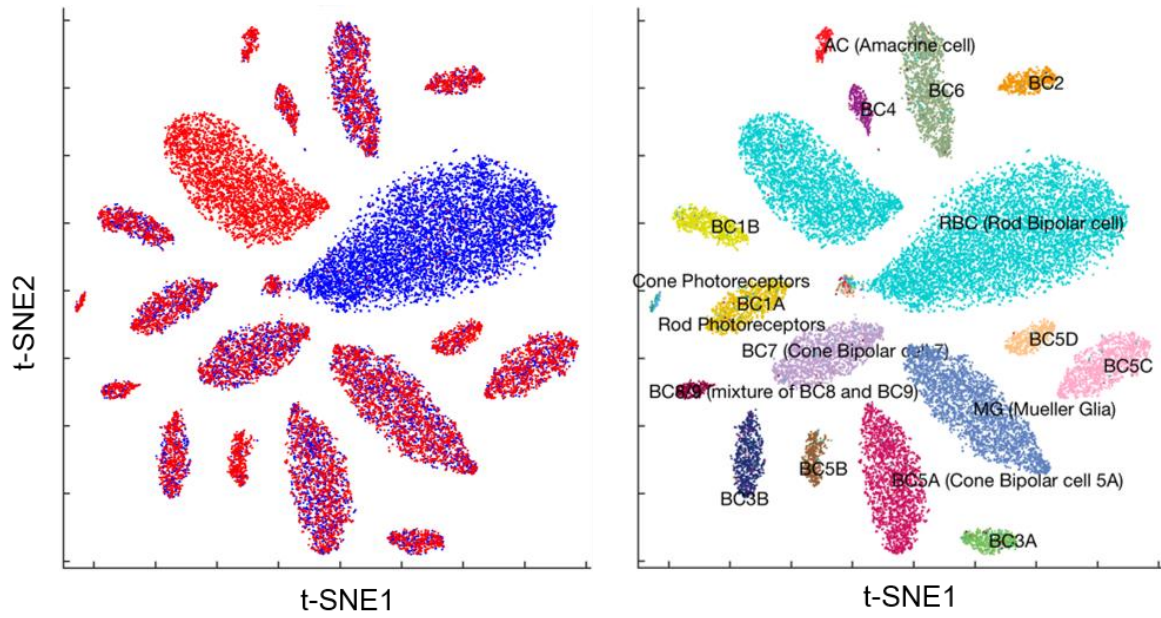 t-SNE2
t-SNE1
AC (Amacrine cell)
BC2
BC6
BC4
RBC (Rod Bipolar cell)
BC1B
Cone Photoreceptors
BC1A
Rod Photoreceptors
BC5D
BC7 (Cone Bipolar cell 7)
BC5C
BC8/9 (mixture of BC8 and BC9)
MG (Mueller Glia)
BC5B
BC5A (Cone Bipolar cell 5A)
BC3B
BC3A
t-SNE1